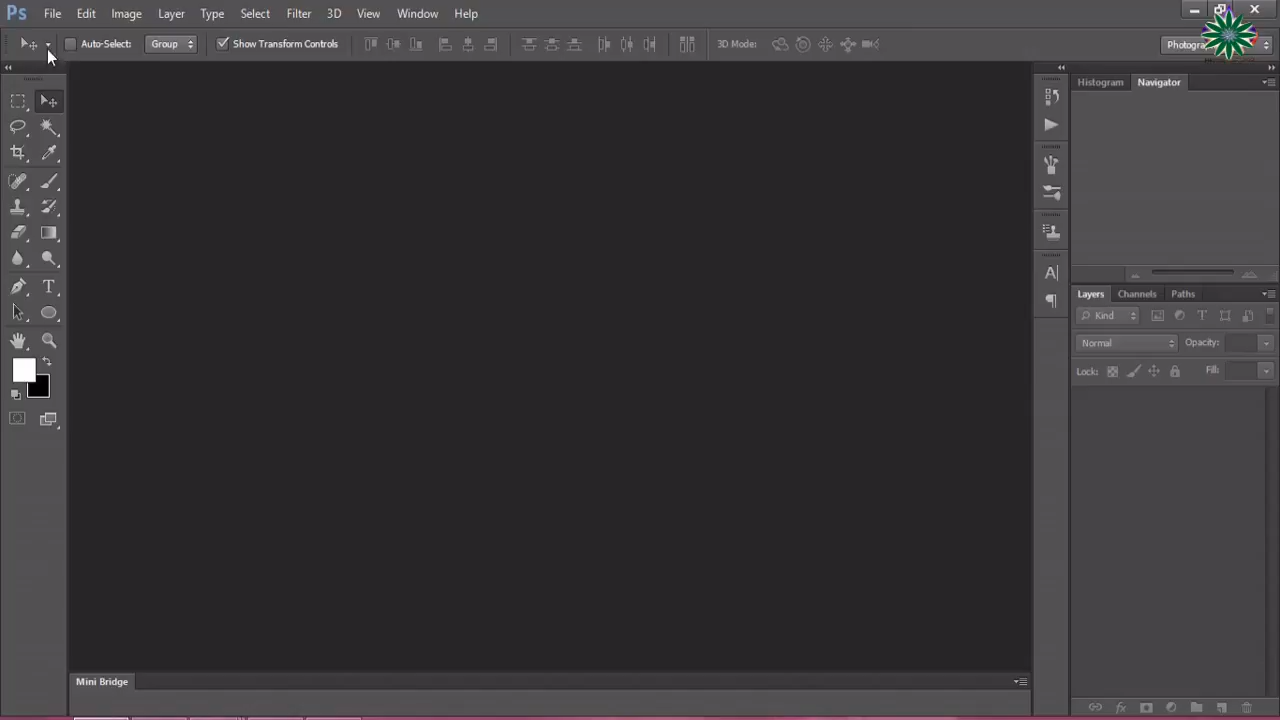 Ps File Edit Image Layer Type Select Filter 3D View Window Help
Auto-Select: Group Show Transform Controls 3D Mode:
Histogram Navigator
Layers Channels Paths
Kind
Normal Opacity:
Lock: Fill:
Mini Bridge